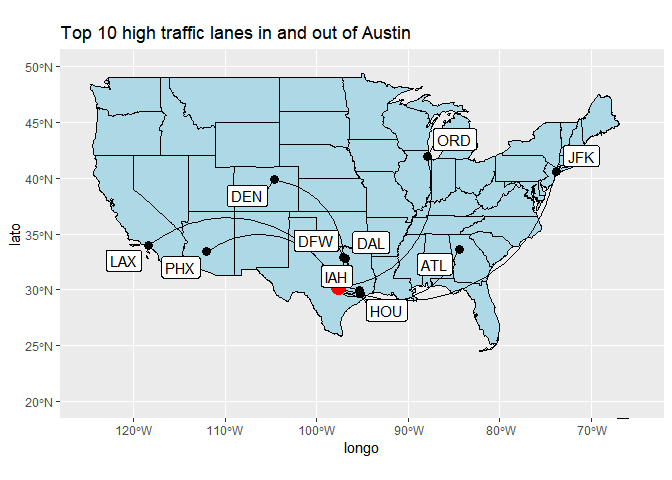 Top 10 high traffic lanes in and out of Austin
50°N
45°N
40°N
35°N
30°N
25°N
20°N
lato
ORD
JFK
DEN
DFW
DAL
LAX
PHX
ATL
IAH
HOU
120°W
110°W
100°W
90°W
80°W
70°W
longo